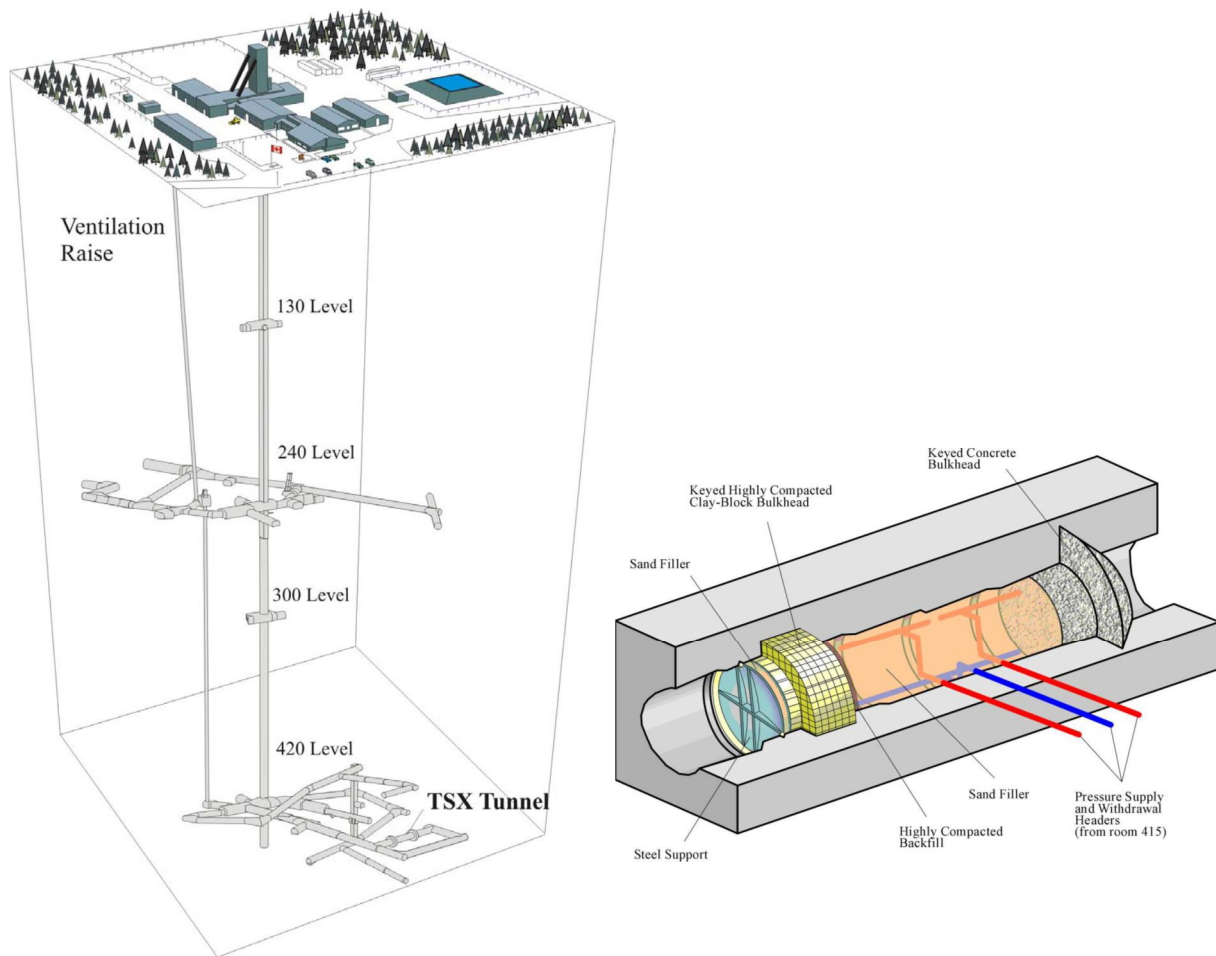 Ventilation
Raise
130 Level
240 Level
300 Level
420 Level
TSX Tunnel
Keyed Concrete
Bulkhead
Keyed Highly Compacted
Clay-Block Bulkhead
Sand Filler
Sand Filler
Pressure Supply
and Withdrawal
Headers
(from room 415)
Highly Compacted
Backfill
Steel Support